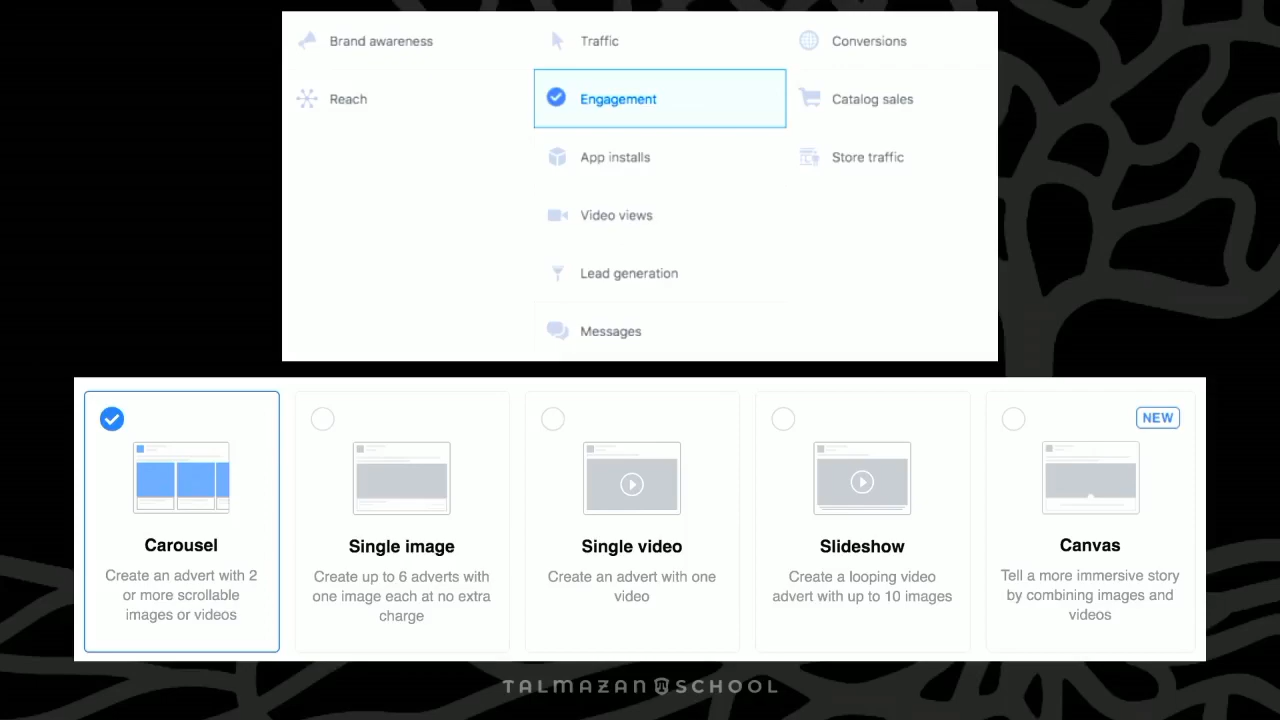 Brand awareness
Traffic
Conversions
Reach
Engagement
Catalog sales
App installs
Store traffic
Video views
Lead generation
Messages
NEW
Carousel
Create an advert with 2
or more scrollable
images or videos
Single image
Create up to 6 adverts with
one image each at no extra
charge
Single video
Create an advert with one
video
Slideshow
Create a looping video
advert with up to 10 images
Canvas
Tell a more immersive story
by combining images and
videos
TALMAZAN SCHOOL